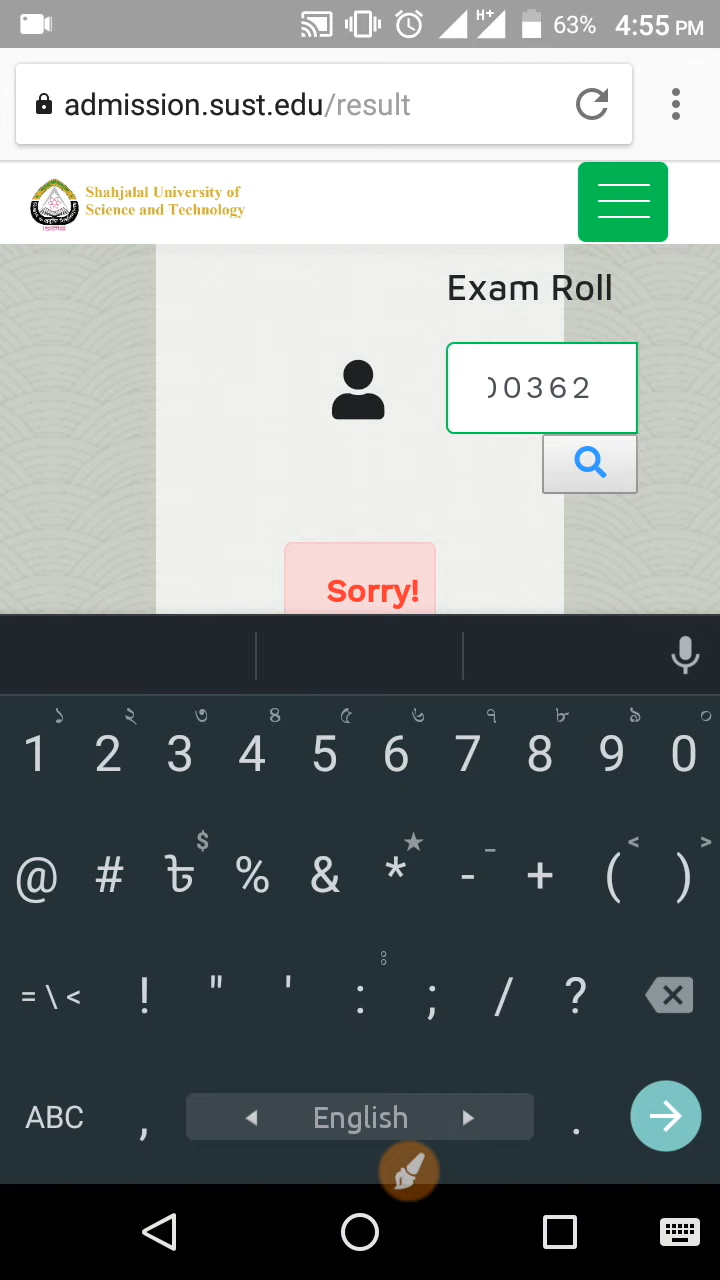 63% 4:55 PM
admission.sust.edu/result
Shahjalal University of
Science and Technology
Exam Roll
00362
Sorry!
১ ২ ৩ ৪ ৫ ৬ ৭ ৮ ৯ ০
1 2 3 4 5 6 7 8 9 0
$ ★ _ < >
@ # ৳ % & * - + ( )
= \ < ! " ' : ; / ?
ABC , English .